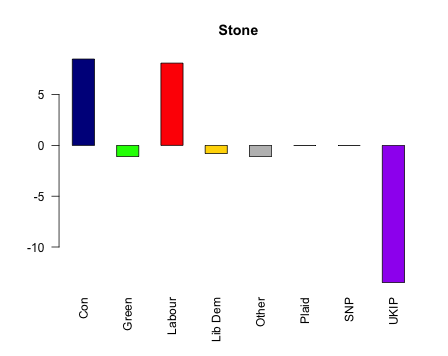 Stone
5
0
-5
-10
Con
Green
Labour
Lib Dem
Other
Plaid
SNP
UKIP